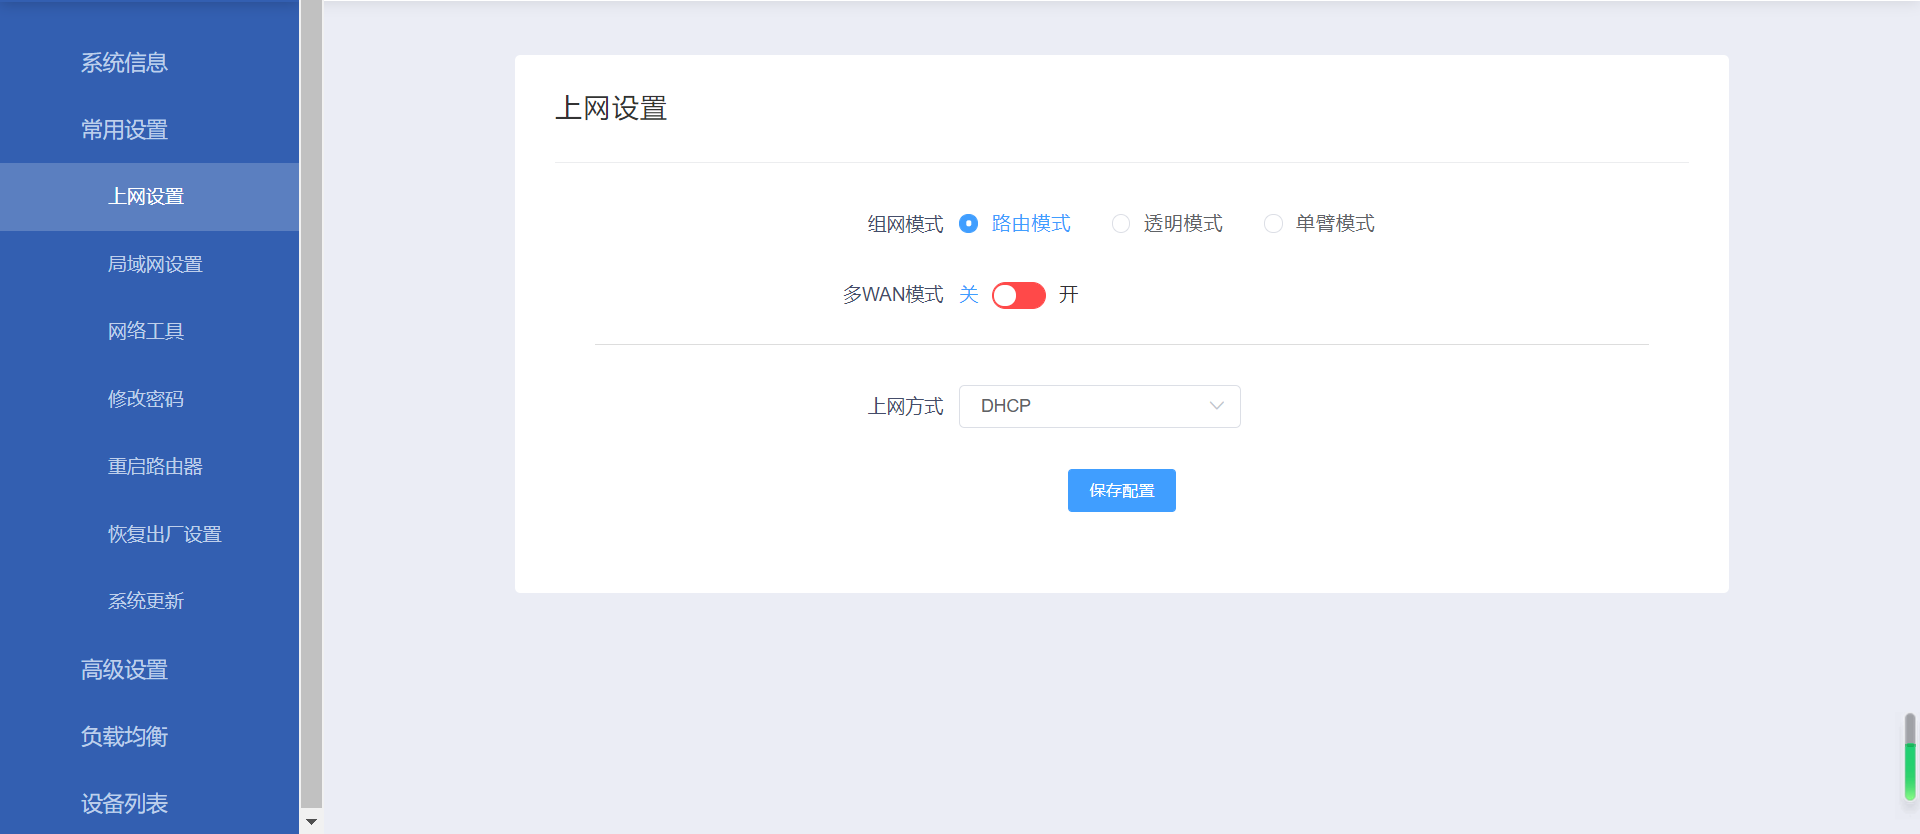 系统信息
常用设置
上网设置
局域网设置
网络工具
修改密码
重启路由器
恢复出厂设置
系统更新
高级设置
负载均衡
设备列表
上网设置
组网模式 路由模式 透明模式 单臂模式
多WAN模式 关 开
上网方式 DHCP
保存配置